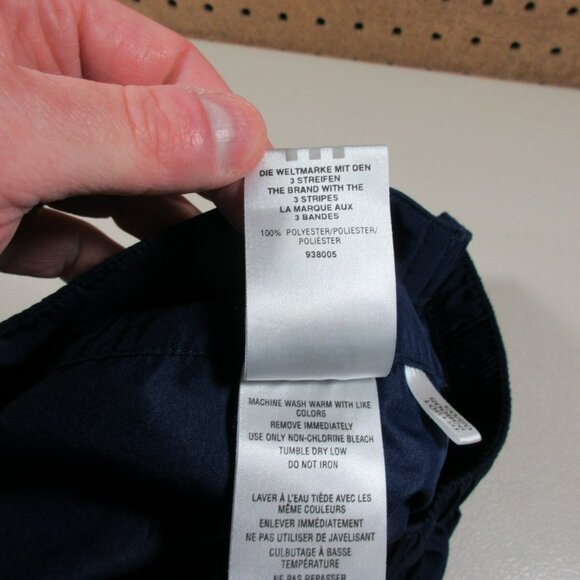 DIE WELTMARKE MIT DEN
3 STREIFEN
THE BRAND WITH THE
3 STRIPES
LA MARQUE AUX
3 BANDES
100% POLYESTER/POLIESTER/
POLIÉSTER
938005
MACHINE WASH WARM WITH LIKE
COLORS
REMOVE IMMEDIATELY
USE ONLY NON-CHLORINE BLEACH
TUMBLE DRY LOW
DO NOT IRON
LAVER À L'EAU TIÈDE AVEC LES
MÊME COULEURS
ENLEVER IMMÉDIATEMENT
NE PAS UTILISER DE JAVELISANT
CULBUTAGE À BASSE
TEMPÉRATURE
NE PAS REPASSER